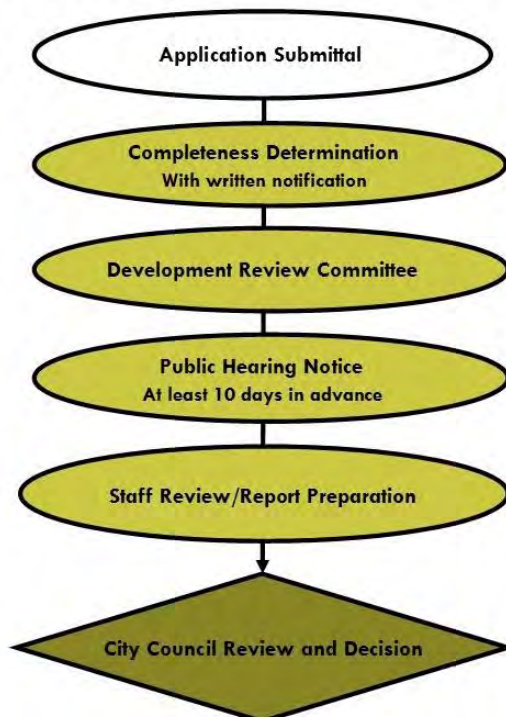 Application Submittal
Completeness Determination
With written notification
Development Review Committee
Public Hearing Notice
At least 10 days in advance
Staff Review/Report Preparation
City Council Review and Decision